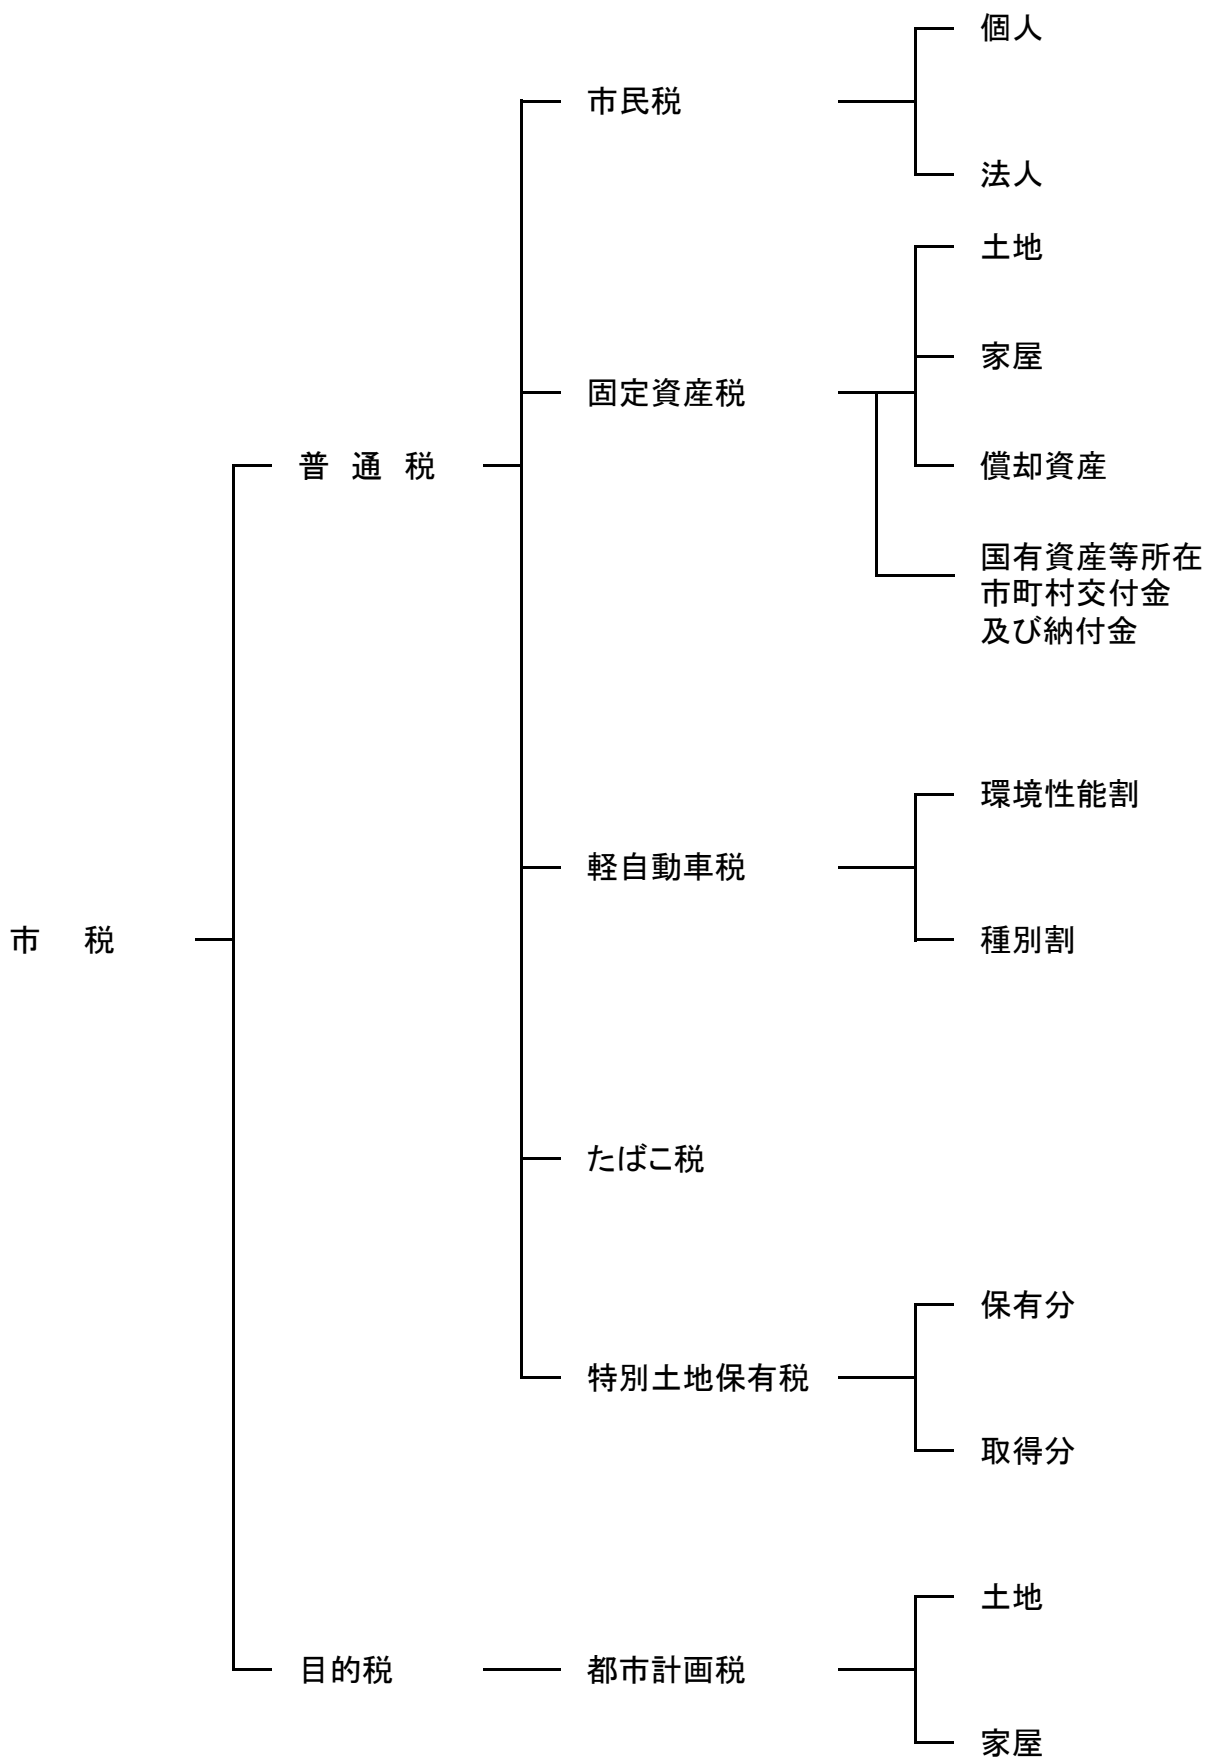 個人
市民税
法人
土地
家屋
固定資産税
償却資産
普 通 税
国有資産等所在
市町村交付金
及び納付金
環境性能割
軽自動車税
市 税
種別割
たばこ税
保有分
特別土地保有税
取得分
土地
目的税
都市計画税
家屋